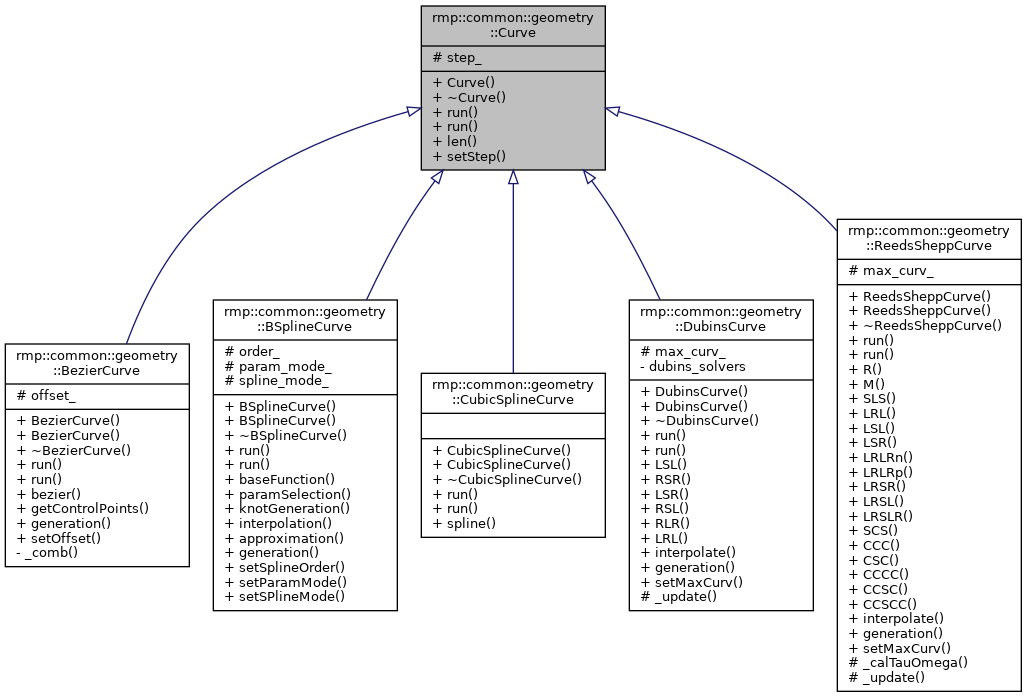 rmp::common::geometry
::Curve
# step_
+ Curve()
+ ~Curve()
+ run()
+ run()
+ len()
+ setStep()
rmp::common::geometry
::BezierCurve
# offset_
+ BezierCurve()
+ BezierCurve()
+ ~BezierCurve()
+ run()
+ run()
+ bezier()
+ getControlPoints()
+ generation()
+ setOffset()
- _comb()
rmp::common::geometry
::BSplineCurve
# order_
# param_mode_
# spline_mode_
+ BSplineCurve()
+ BSplineCurve()
+ ~BSplineCurve()
+ run()
+ run()
+ baseFunction()
+ paramSelection()
+ knotGeneration()
+ interpolation()
+ approximation()
+ generation()
+ setSplineOrder()
+ setParamMode()
+ setSPlineMode()
rmp::common::geometry
::CubicSplineCurve
+ CubicSplineCurve()
+ CubicSplineCurve()
+ ~CubicSplineCurve()
+ run()
+ run()
+ spline()
rmp::common::geometry
::DubinsCurve
# max_curv_
- dubins_solvers
+ DubinsCurve()
+ DubinsCurve()
+ ~DubinsCurve()
+ run()
+ run()
+ LSL()
+ RSR()
+ LSR()
+ RSL()
+ RLR()
+ LRL()
+ interpolate()
+ generation()
+ setMaxCurv()
# _update()
rmp::common::geometry
::ReedsSheppCurve
# max_curv_
+ ReedsSheppCurve()
+ ReedsSheppCurve()
+ ~ReedsSheppCurve()
+ run()
+ run()
+ R()
+ M()
+ SLS()
+ LRL()
+ LSL()
+ LSR()
+ LRLRn()
+ LRLRp()
+ LRSR()
+ LRSL()
+ LRSLR()
+ SCS()
+ CCC()
+ CSC()
+ CCCC()
+ CCSC()
+ CCSCC()
+ interpolate()
+ generation()
+ setMaxCurv()
# _calTauOmega()
# _update()